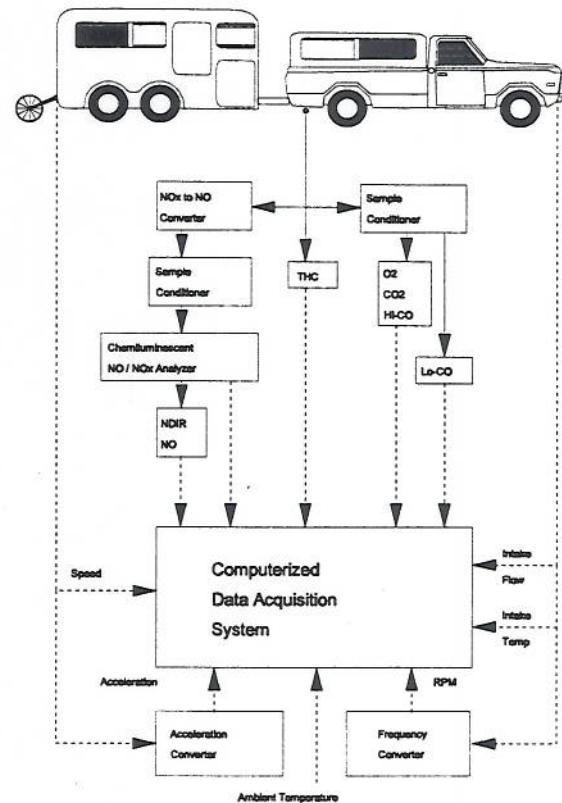 NOx to NO
Converter
Sample
Conditioner
Sample
Conditioner
THC
O2
CO2
Hi-CO
Chemiluminescent
NO / NOx Analyzer
Lo-CO
NDIR
NO
Speed
Computerized
Data Acquisition
System
Intake
Flow
Intake
Temp
Acceleration
RPM
Acceleration
Converter
Frequency
Converter
Ambient Temperature